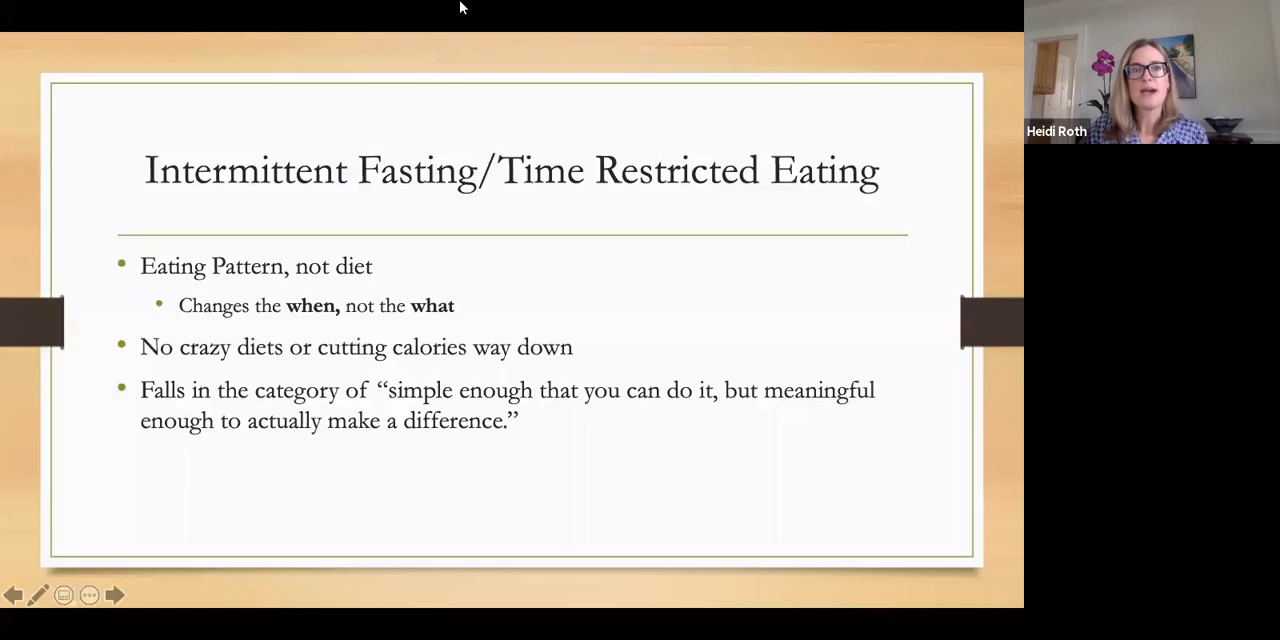 Intermittent Fasting/Time Restricted Eating
Eating Pattern, not diet
Changes the when, not the what
No crazy diets or cutting calories way down
Falls in the category of “simple enough that you can do it, but meaningful
enough to actually make a difference.”
Heidi Roth